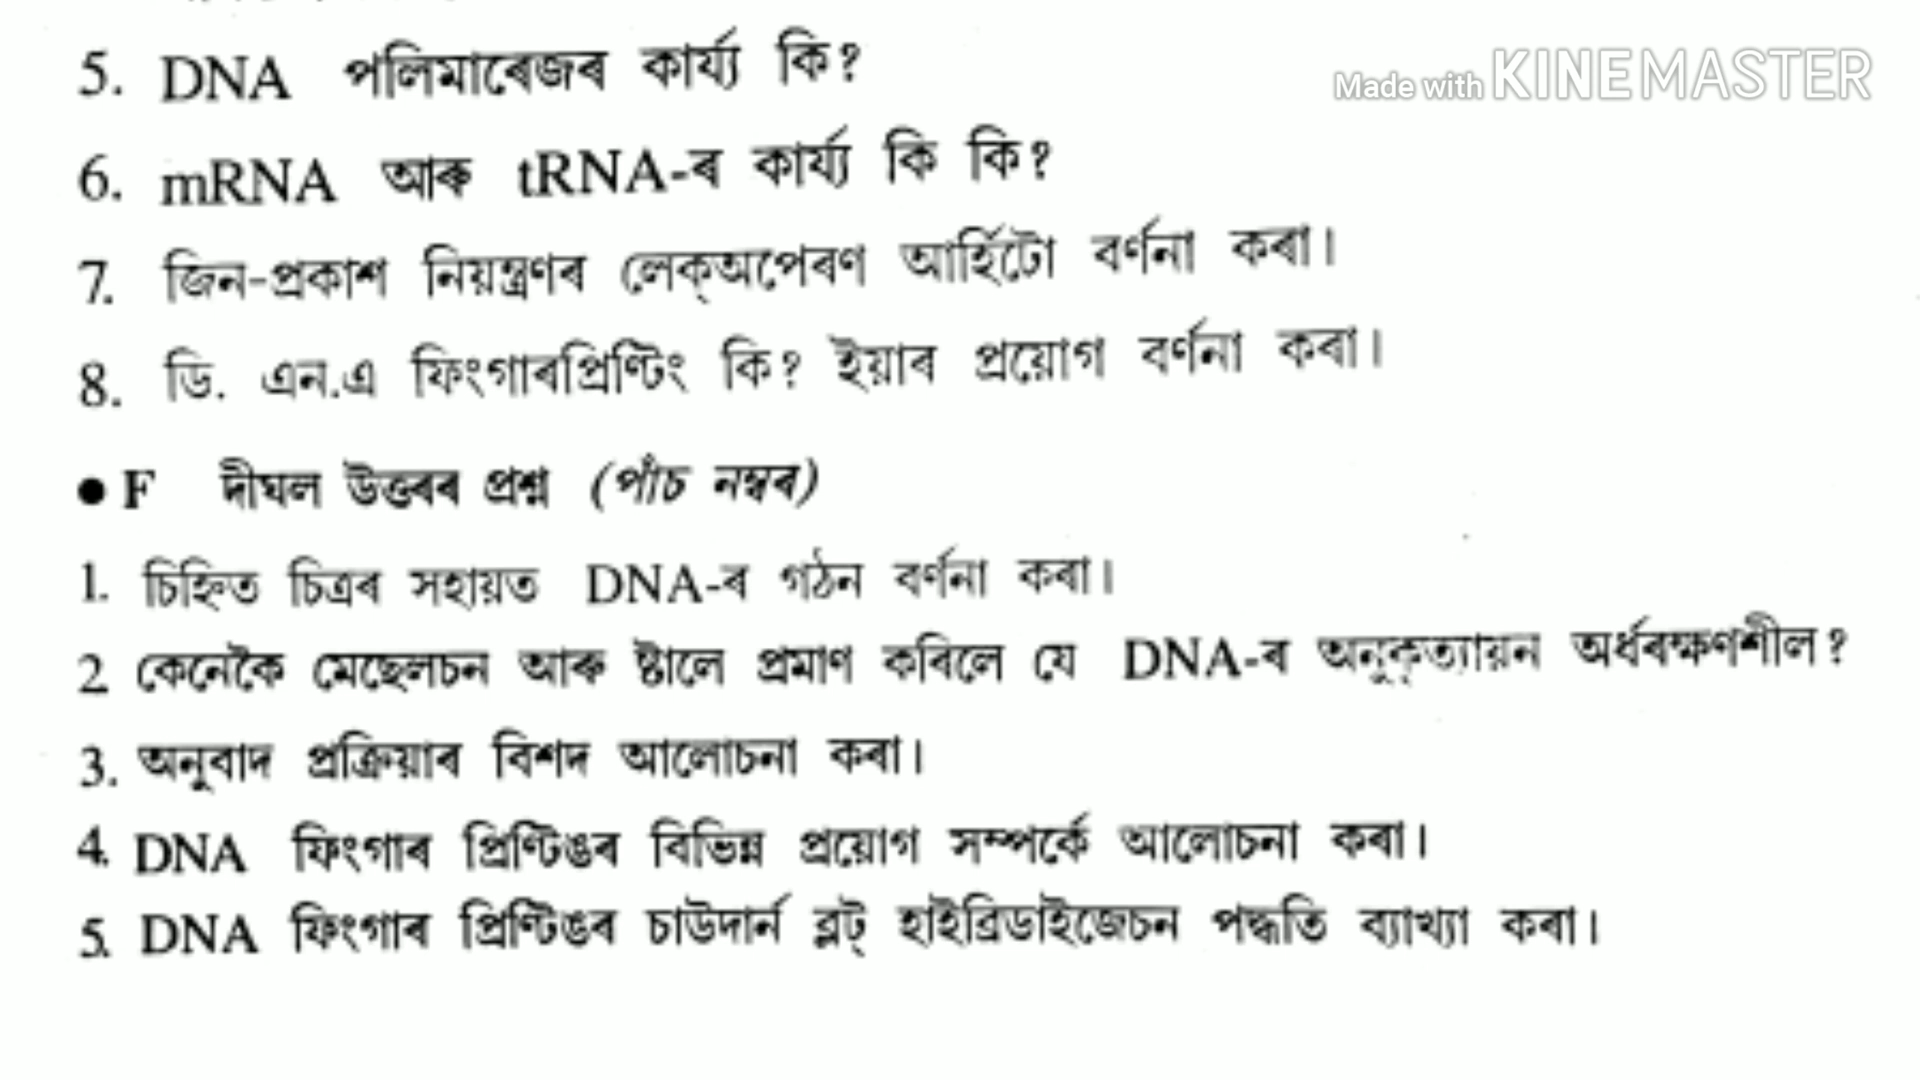 5. DNA পলিমাৰেজৰ কাৰ্য্য কি?
Made with KINEMASTER
6. mRNA আৰু tRNA-ৰ কাৰ্য্য কি কি?
7. জিন-প্ৰকাশ নিয়ন্ত্ৰণৰ লেক্‌অপেৰণ আৰ্হিটো বৰ্ণনা কৰা।
8. ডি. এন.এ ফিংগাৰপ্ৰিণ্টিং কি? ইয়াৰ প্ৰয়োগ বৰ্ণনা কৰা।
● F দীঘল উত্তৰৰ প্ৰশ্ন (পাঁচ নম্বৰ)
1. চিহ্নিত চিত্ৰৰ সহায়ত DNA-ৰ গঠন বৰ্ণনা কৰা।
2 কেনেকৈ মেছেলচন আৰু ষ্টালে প্ৰমাণ কৰিলে যে DNA-ৰ অনুক্ত্যায়ন অৰ্ধৰক্ষণশীল?
3. অনুবাদ প্ৰক্ৰিয়াৰ বিশদ আলোচনা কৰা।
4. DNA ফিংগাৰ প্ৰিণ্টিঙৰ বিভিন্ন প্ৰয়োগ সম্পৰ্কে আলোচনা কৰা।
5. DNA ফিংগাৰ প্ৰিণ্টিঙৰ চাউদাৰ্ন ব্লট্ হাইব্ৰিডাইজেচন পদ্ধতি ব্যাখ্যা কৰা।